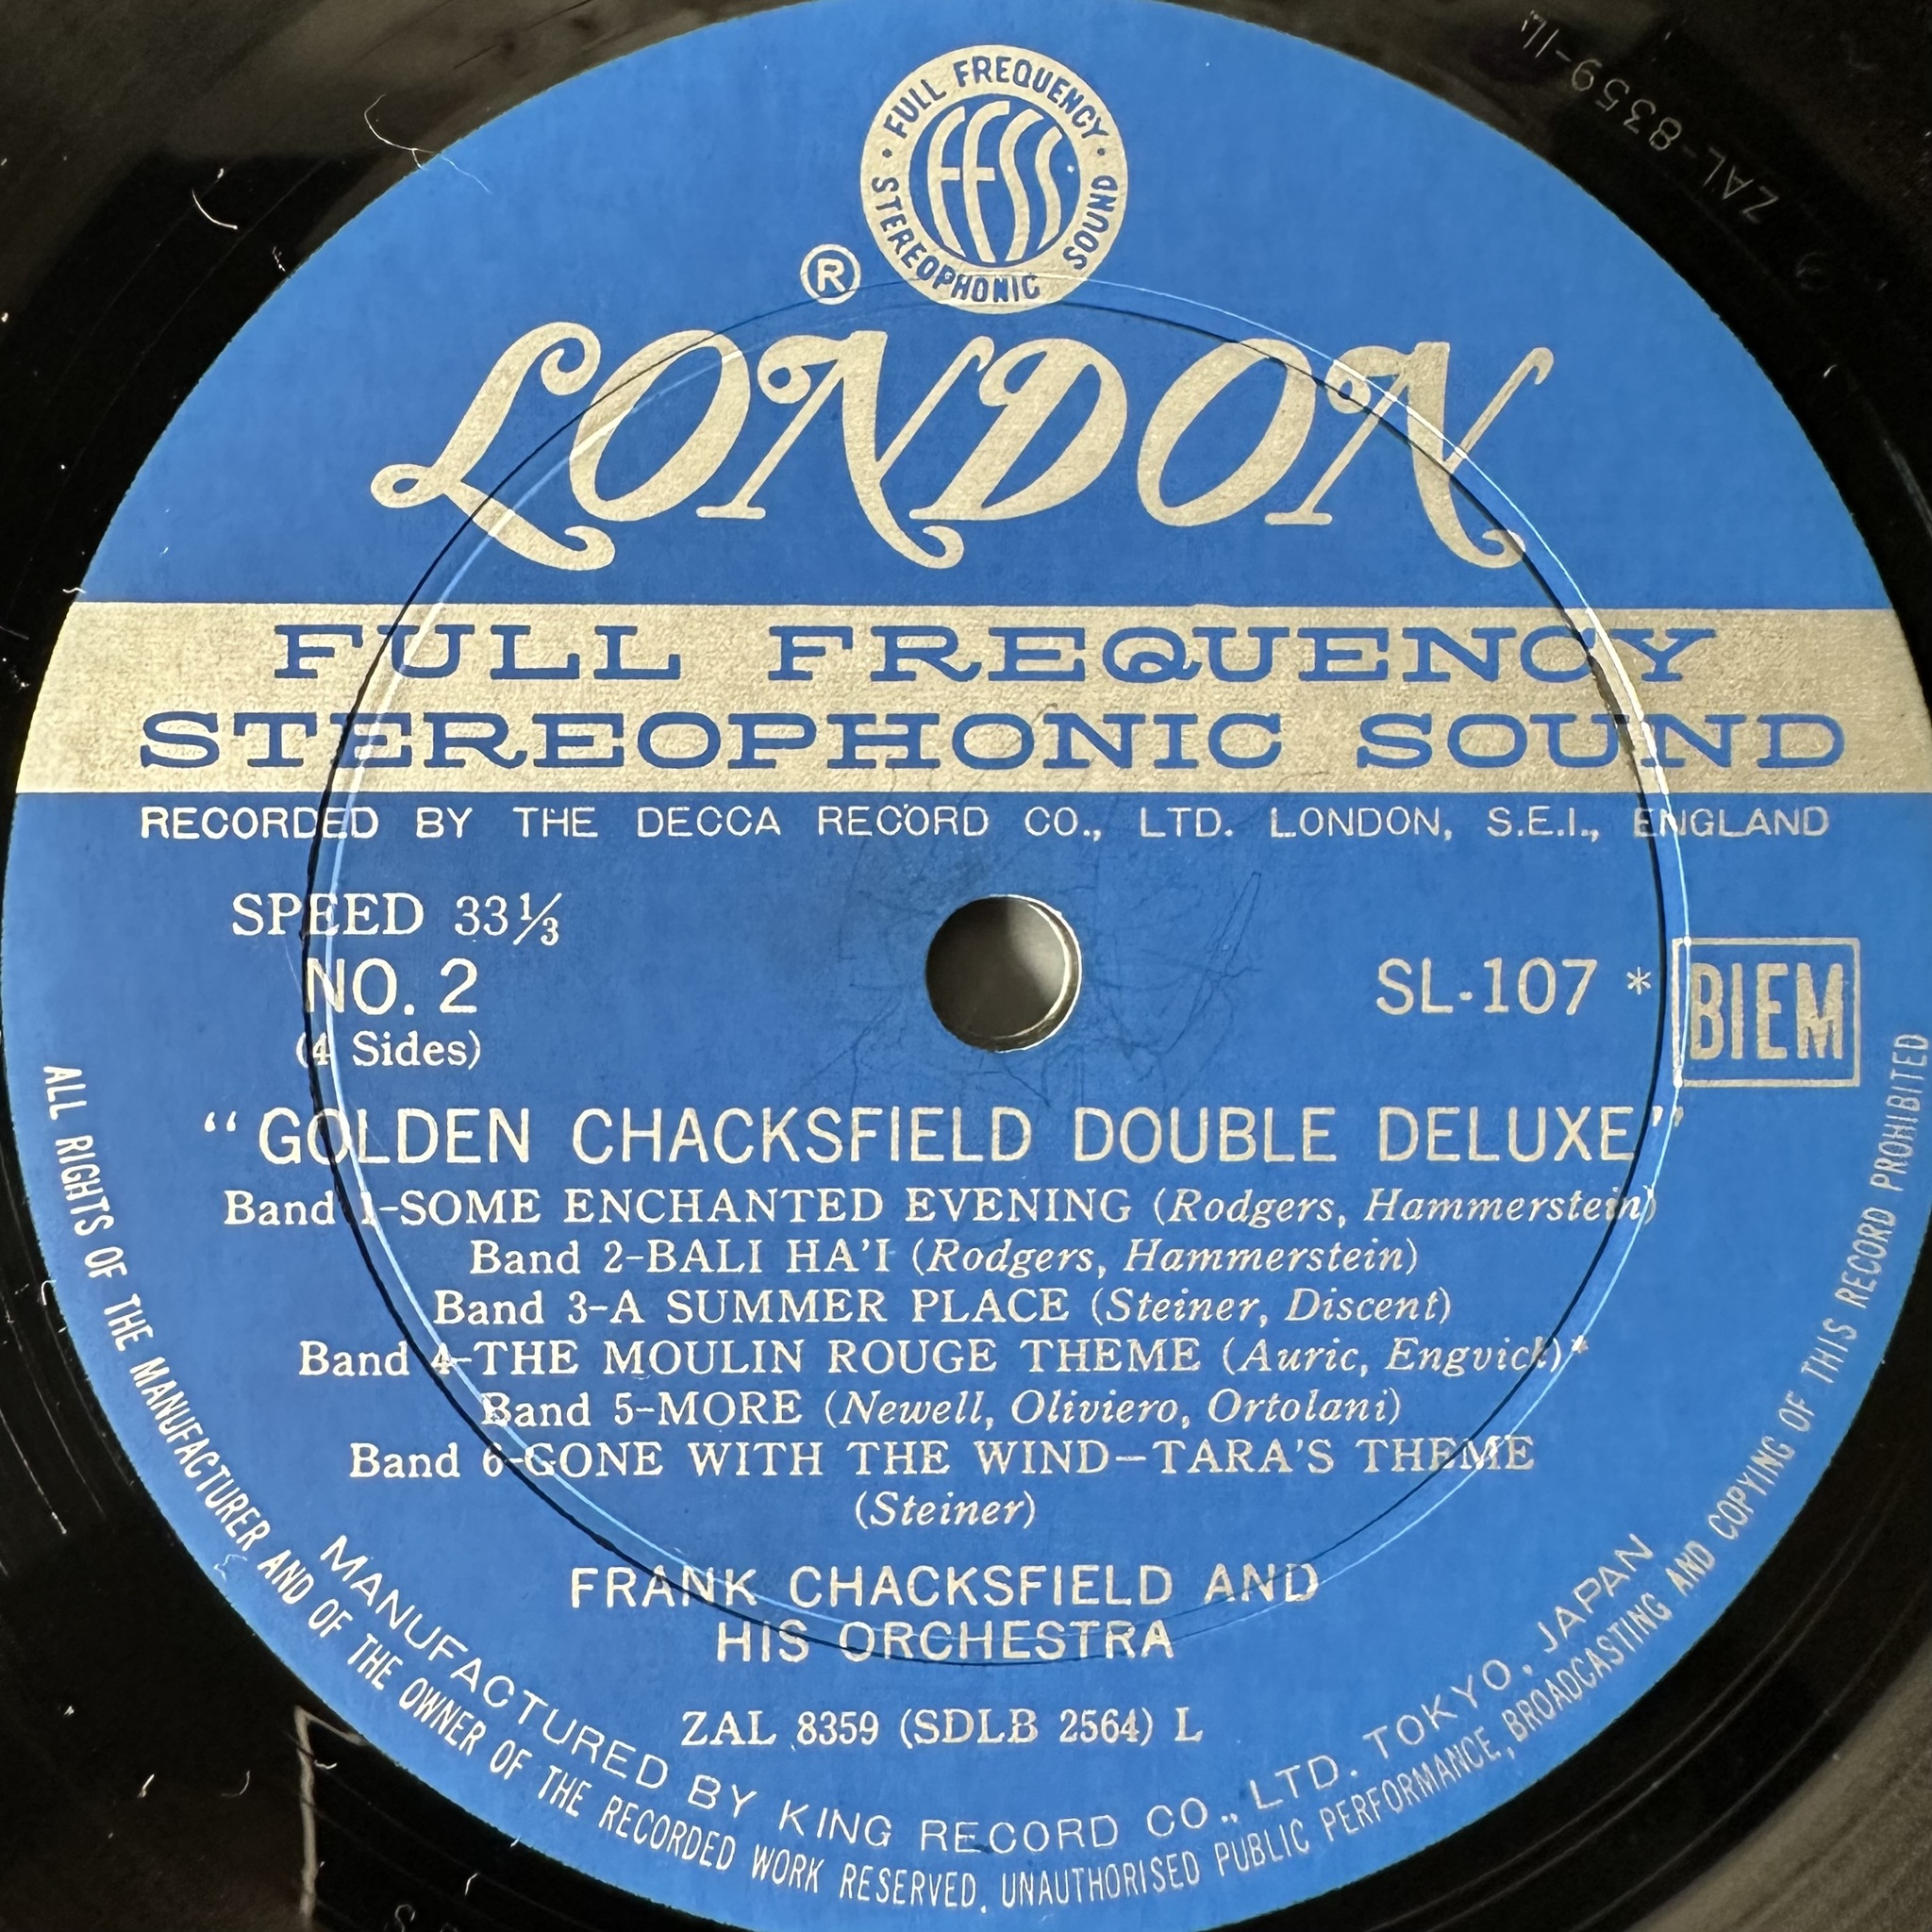 FULL FREQUENCY
STEREOPHONIC SOUND
FFSS
®
LONDON
FULL FREQUENCY
STEREOPHONIC SOUND
RECORDED BY THE DECCA RECORD CO., LTD. LONDON, S.E.I., ENGLAND
SPEED 33⅓
NO. 2
(4 Sides)
SL-107 *
BIEM
“GOLDEN CHACKSFIELD DOUBLE DELUXE”
Band 1-SOME ENCHANTED EVENING (Rodgers, Hammerstein)
Band 2-BALI HA'I (Rodgers, Hammerstein)
Band 3-A SUMMER PLACE (Steiner, Discent)
Band 4-THE MOULIN ROUGE THEME (Auric, Engvick)*
Band 5-MORE (Newell, Oliviero, Ortolani)
Band 6-GONE WITH THE WIND—TARA'S THEME
(Steiner)
FRANK CHACKSFIELD AND
HIS ORCHESTRA
ZAL 8359 (SDLB 2564) L
MANUFACTURED BY KING RECORD CO., LTD. TOKYO, JAPAN
ALL RIGHTS OF THE MANUFACTURER AND OF THE OWNER OF THE RECORDED WORK RESERVED. UNAUTHORISED PUBLIC PERFORMANCE, BROADCASTING AND COPYING OF THIS RECORD PROHIBITED